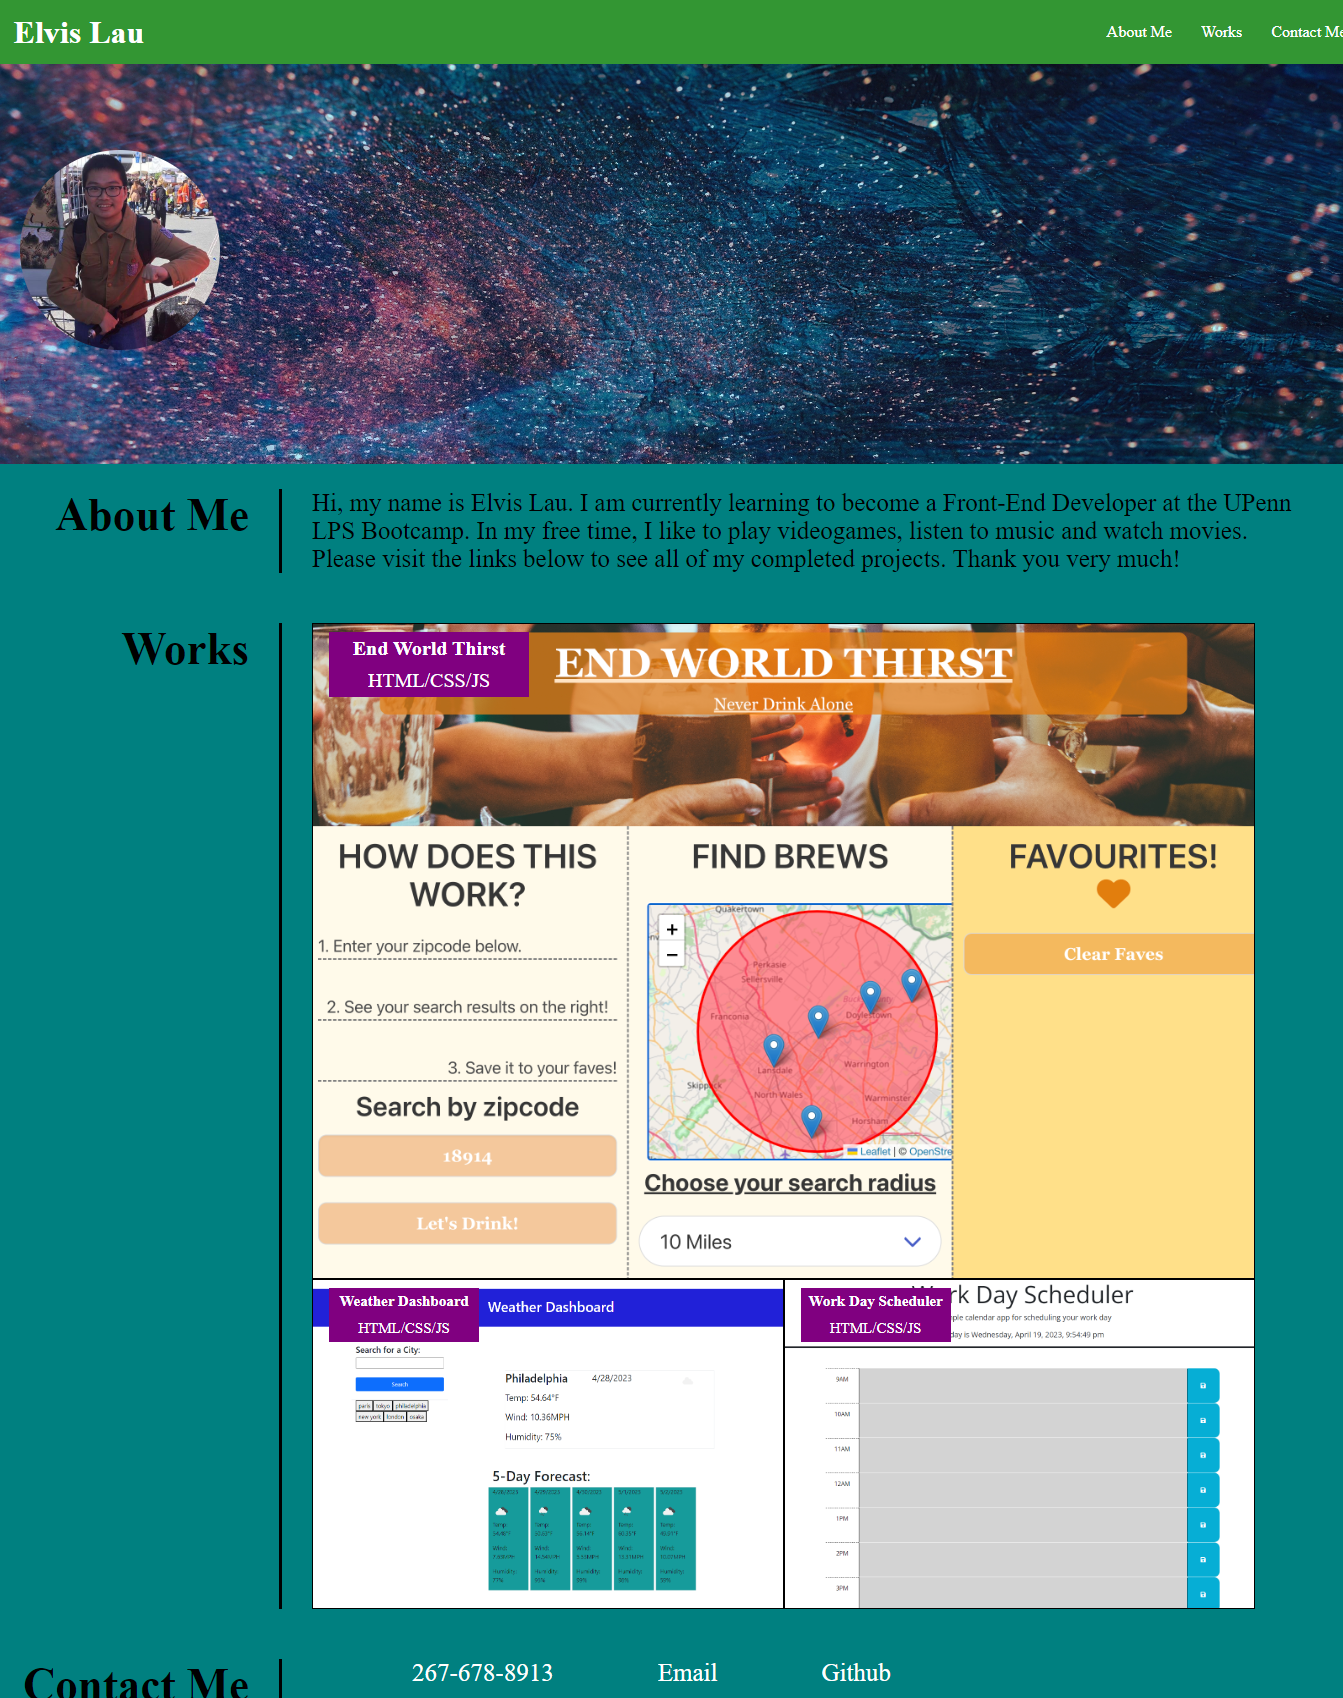 Elvis Lau
About Me
Works
Contact Me
About Me
Hi, my name is Elvis Lau. I am currently learning to become a Front-End Developer at the UPenn
LPS Bootcamp. In my free time, I like to play videogames, listen to music and watch movies.
Please visit the links below to see all of my completed projects. Thank you very much!
Works
End World Thirst
HTML/CSS/JS
END WORLD THIRST
Never Drink Alone
HOW DOES THIS
WORK?
1. Enter your zipcode below.
2. See your search results on the right!
3. Save it to your faves!
Search by zipcode
18914
Let's Drink!
FIND BREWS
+
−
Quakertown
Perkasie
Sellersville
Franconia
Doylestown
Lansdale
Warrington
North Wales
Warminster
Horsham
Leaflet | © OpenStre
Choose your search radius
10 Miles
FAVOURITES!
Clear Faves
Weather Dashboard
HTML/CSS/JS
Weather Dashboard
Search for a City:
Search
paris tokyo philadelphia
new york london osaka
Philadelphia 4/28/2023
Temp: 54.64°F
Wind: 10.36MPH
Humidity: 75%
5-Day Forecast:
Temp:
Wind:
Humidity:
Work Day Scheduler
HTML/CSS/JS
rk Day Scheduler
ple calendar app for scheduling your work day
day is Wednesday, April 19, 2023, 9:54:49 pm
9AM
10AM
11AM
12AM
1PM
2PM
3PM
Contact Me
267-678-8913
Email
Github